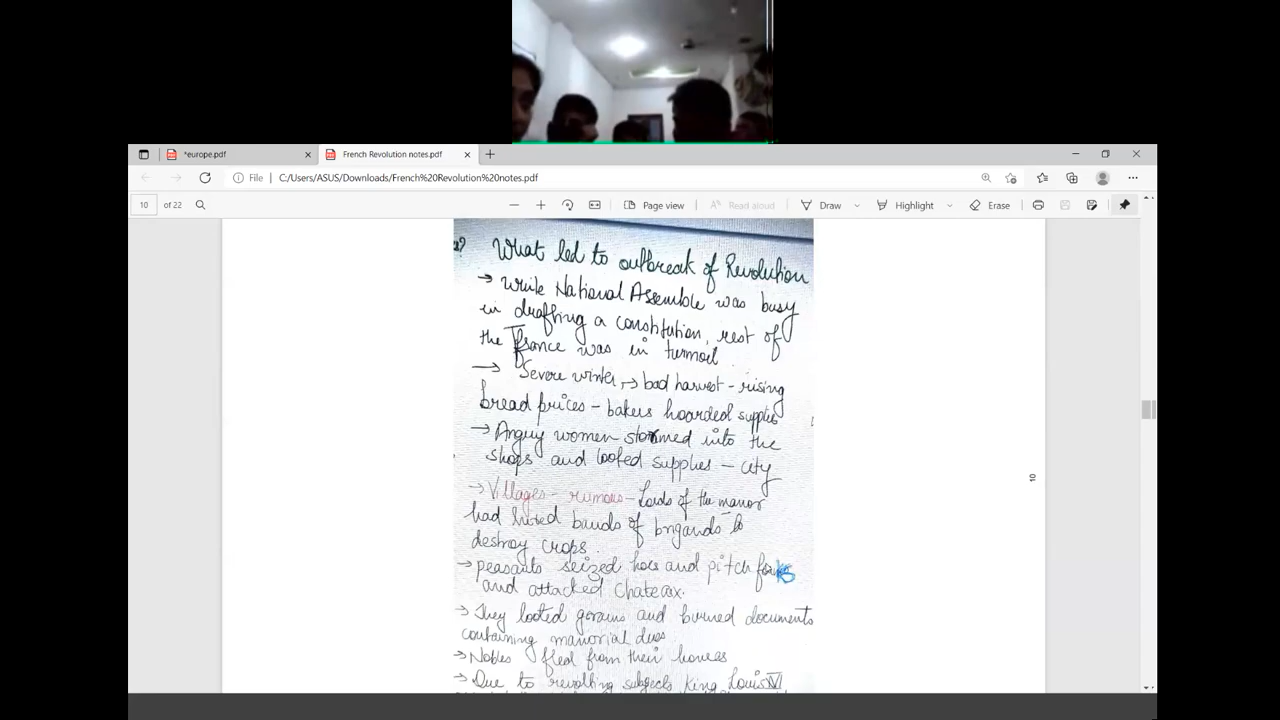 *europe.pdf
French Revolution notes.pdf
File
C:/Users/ASUS/Downloads/French%20Revolution%20notes.pdf
10 of 22
Page view
Read aloud
Draw
Highlight
Erase
What led to outbreak of Revolution
→ Write National Assemble was busy
in drafting a constitution, rest of
the France was in turmoil.
→ Severe winter → bad harvest - rising
bread prices - bakers hoarded supplies
→ Angry women stormed into the
shops and looted supplies - city
→ Villages - rumous - Lords of the manor
had hired bands of brigands to
destroy crops.
→ peasants seized hoes and pitch forks
and attacked Chateax.
→ They looted grains and burned documents
containing manorial dues
→ Nobles fled from their homes
→ Due to revolting subjects King Louis XVI
10